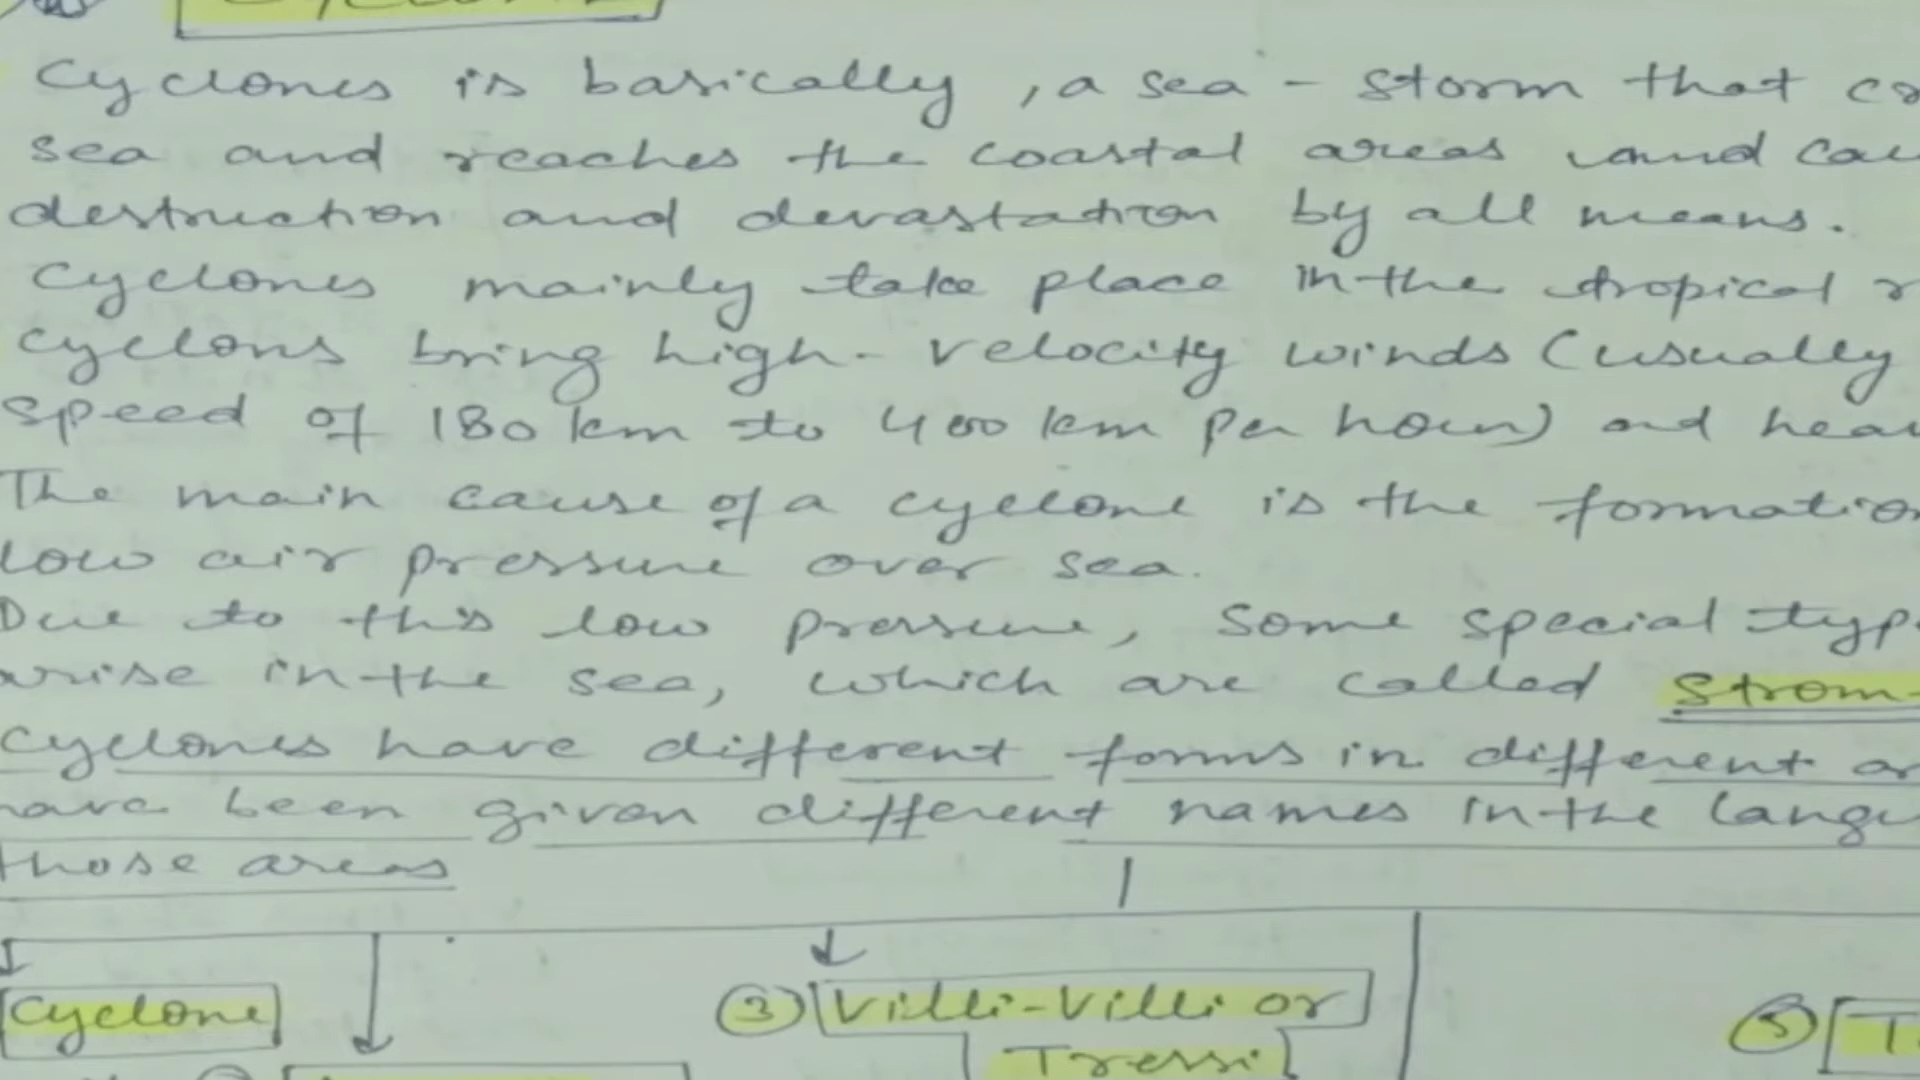 Cyclones is basically, a sea - storm that
sea and reaches the coastal areas and
destruction and devastation by all means.
Cyclones mainly take place in the tropical
cyclons bring high- velocity winds (usually
speed of 180 km to 400 km per hour) and
The main cause of a cyclone is the formation
low air pressure over sea.
Due to this low pressure, some special
arise in the sea, which are called Strom-
Cyclones have different forms in different
have been given different names in the
those areas
Cyclone
3 Villi-Villi or
Tressi
5